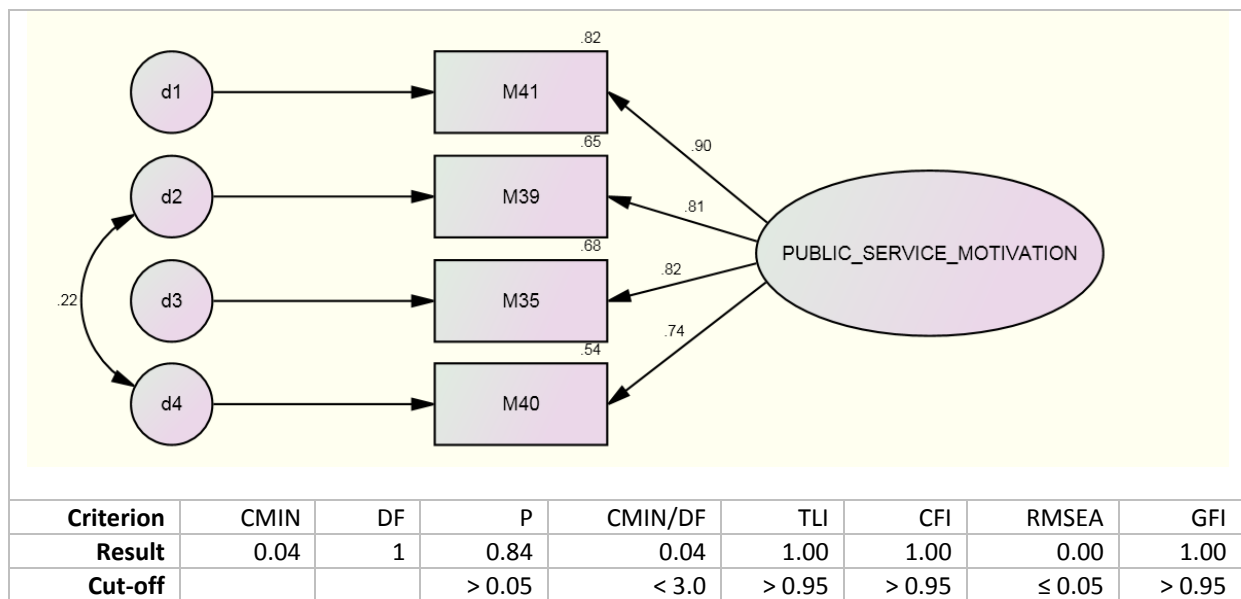 .82
d1 M41
.90
.65
d2 M39
.81
PUBLIC_SERVICE_MOTIVATION
.68
.82
.22
d3 M35
.74
.54
d4 M40
Criterion CMIN DF P CMIN/DF TLI CFI RMSEA GFI
Result 0.04 1 0.84 0.04 1.00 1.00 0.00 1.00
Cut-off > 0.05 < 3.0 > 0.95 > 0.95 ≤ 0.05 > 0.95